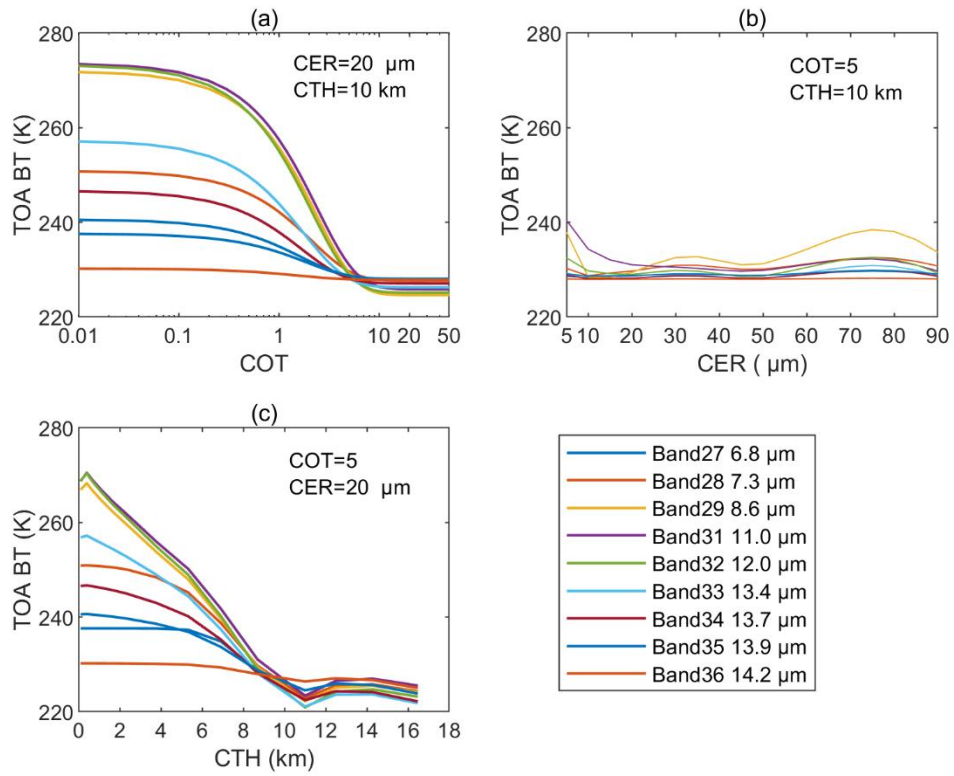 (a)
280
260
240
220
TOA BT (K)
CER=20 µm
CTH=10 km
0.01 0.1 1 10 20 50
COT
(b)
280
260
240
220
TOA BT (K)
COT=5
CTH=10 km
5 10 20 30 40 50 60 70 80 90
CER ( µm)
(c)
280
260
240
220
TOA BT (K)
COT=5
CER=20 µm
0 2 4 6 8 10 12 14 16 18
CTH (km)
Band27 6.8 µm
Band28 7.3 µm
Band29 8.6 µm
Band31 11.0 µm
Band32 12.0 µm
Band33 13.4 µm
Band34 13.7 µm
Band35 13.9 µm
Band36 14.2 µm